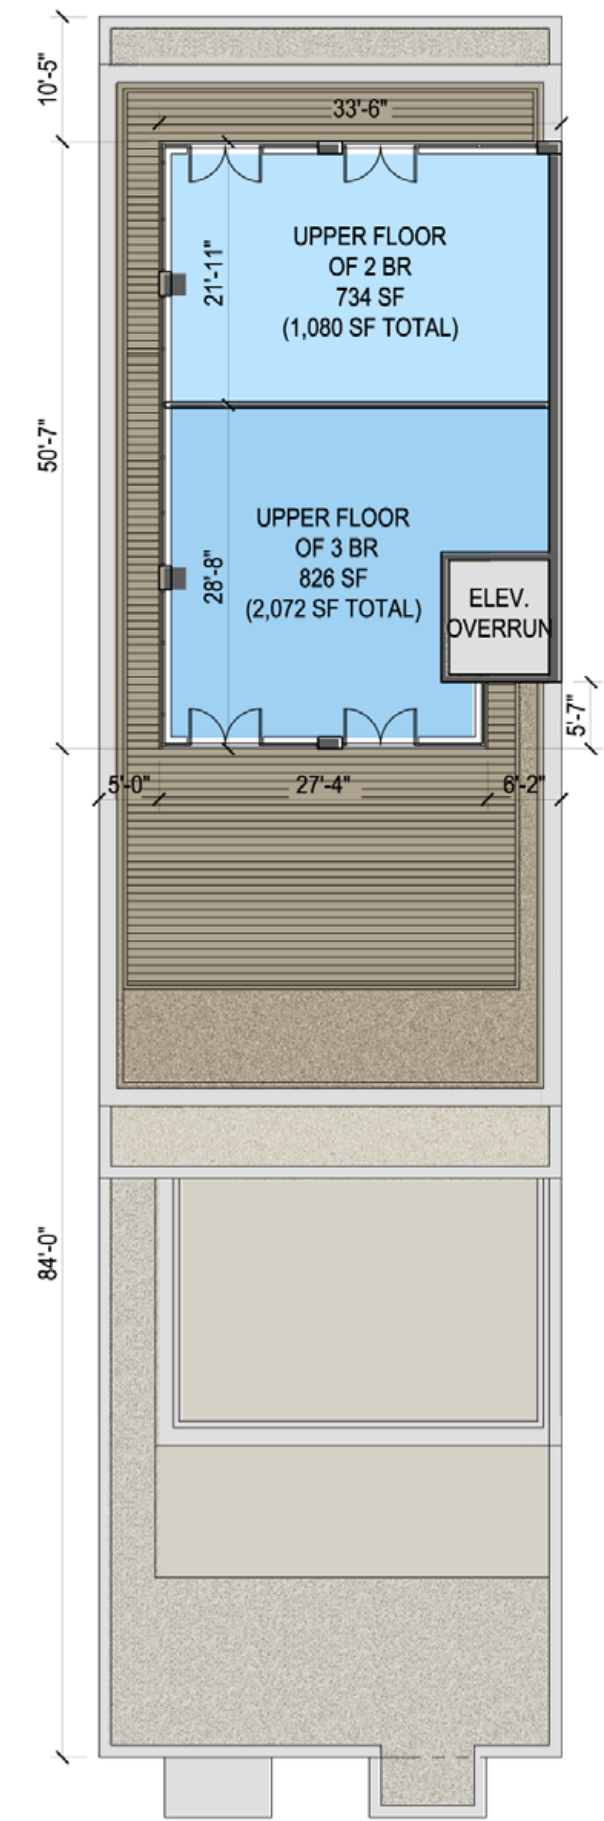 10'-5"
33'-6"
UPPER FLOOR
OF 2 BR
734 SF
(1,080 SF TOTAL)
21'-11"
50'-7"
UPPER FLOOR
OF 3 BR
826 SF
(2,072 SF TOTAL)
28'-8"
ELEV.
OVERRUN
5'-7"
5'-0"
27'-4"
6'-2"
84'-0"